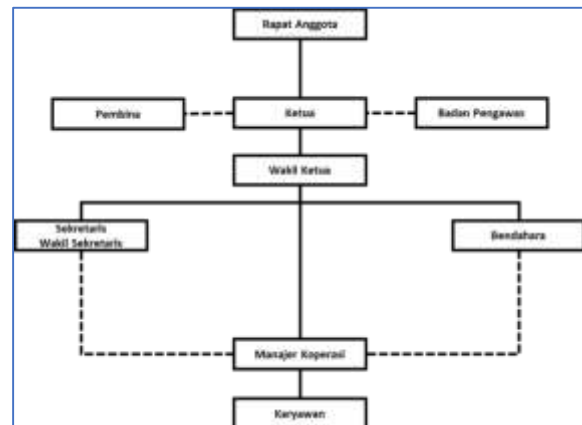 Rapat Anggota
Pembina
Ketua
Badan Pengawas
Wakil Ketua
Sekretaris
Wakil Sekretaris
Bendahara
Manajer Koperasi
Karyawan